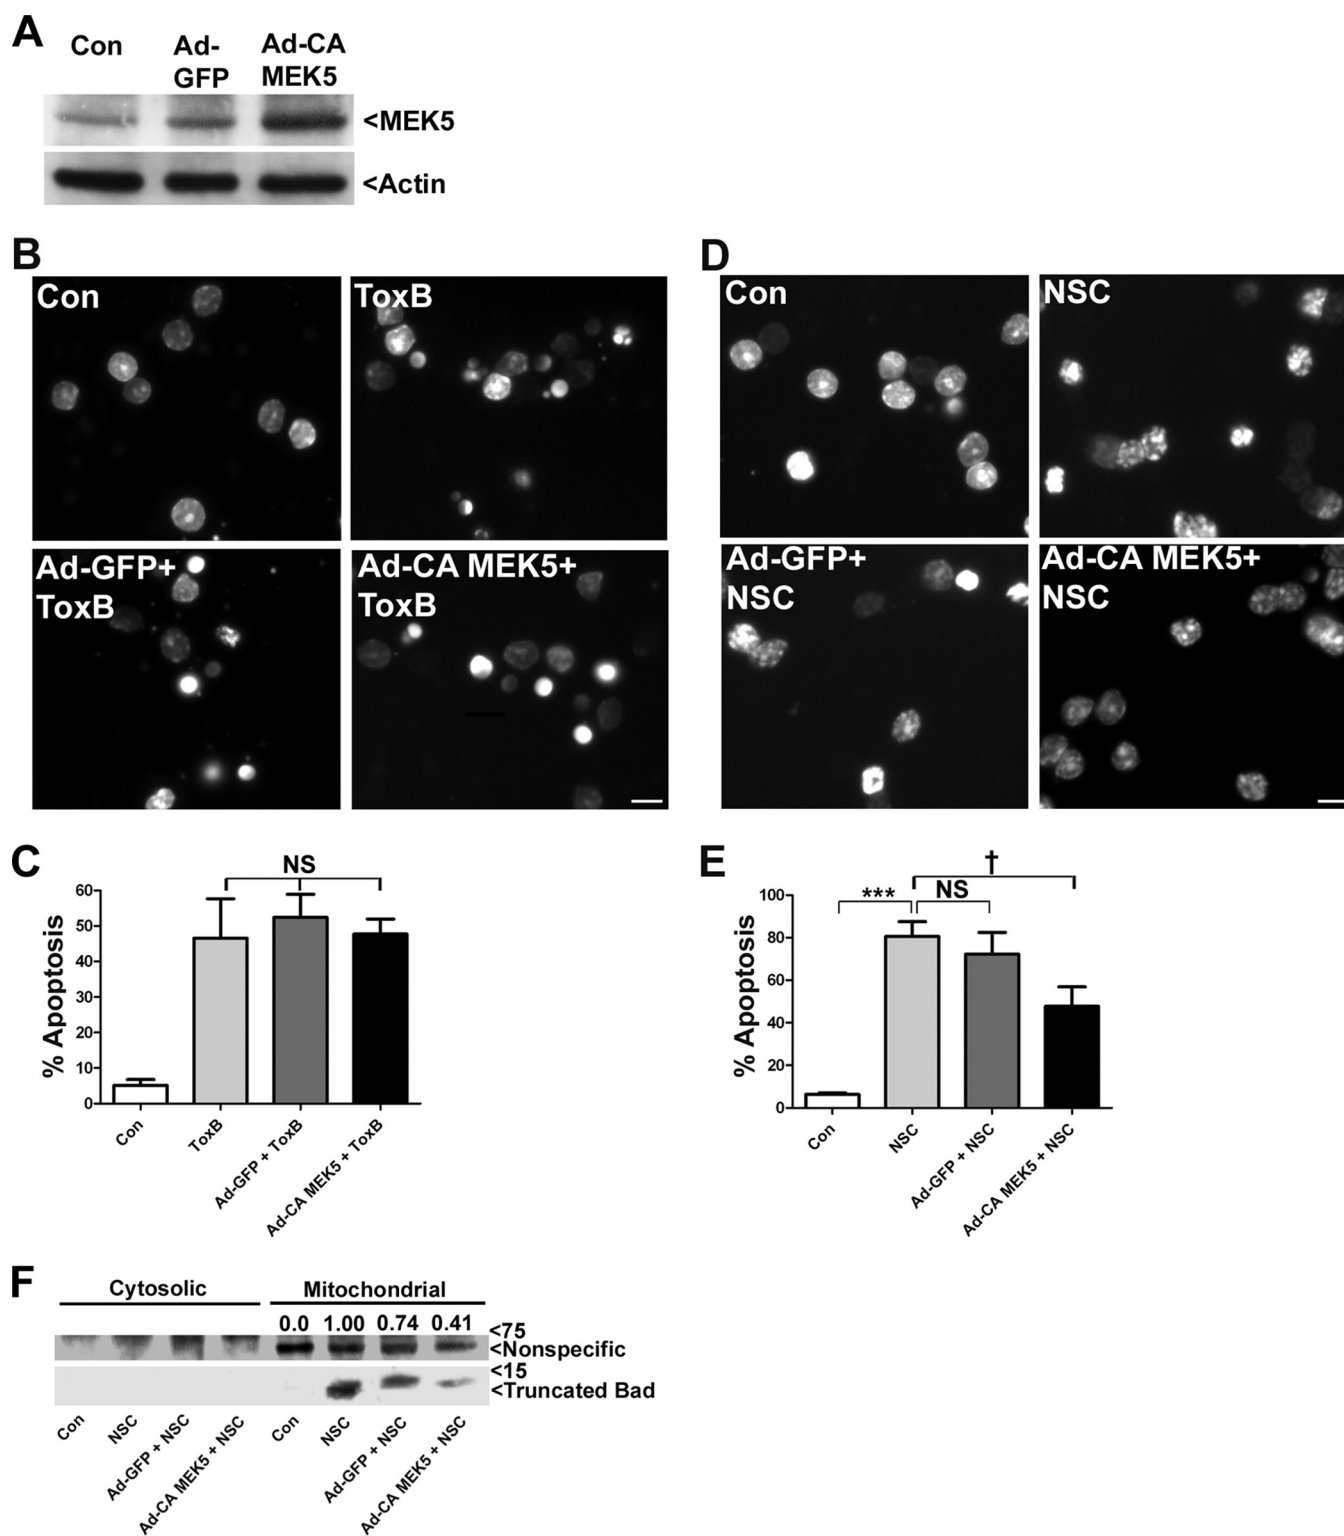 A
Con
Ad-
GFP
Ad-CA
MEK5
<MEK5
<Actin
B
Con
ToxB
Ad-GFP+
ToxB
Ad-CA MEK5+
ToxB
D
Con
NSC
Ad-GFP+
NSC
Ad-CA MEK5+
NSC
C
NS
% Apoptosis
60
50
40
30
20
10
0
Con
ToxB
Ad-GFP + ToxB
Ad-CA MEK5 + ToxB
E
†
*** NS
% Apoptosis
100
80
60
40
20
0
Con
NSC
Ad-GFP + NSC
Ad-CA MEK5 + NSC
F
Cytosolic Mitochondrial
0.0 1.00 0.74 0.41
<75
<Nonspecific
<15
<Truncated Bad
Con
NSC
Ad-GFP + NSC
Ad-CA MEK5 + NSC
Con
NSC
Ad-GFP + NSC
Ad-CA MEK5 + NSC